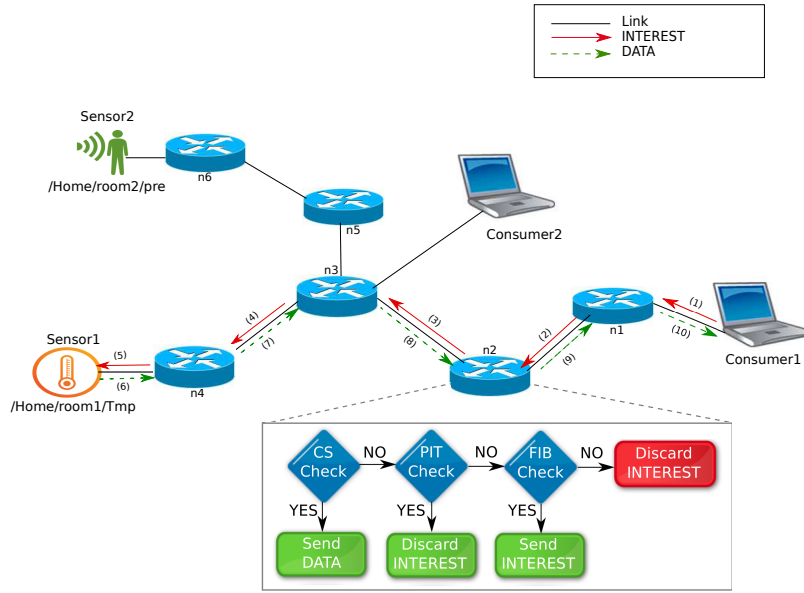 Link
INTEREST
DATA
Sensor2
/Home/room2/pre
n6
n5
Consumer2
n3
(4)
(7)
(3)
(8)
(2)
(9)
n1
(1)
(10)
Consumer1
Sensor1
(5)
(6)
/Home/room1/Tmp
n4
n2
CS
Check
NO
PIT
Check
NO
FIB
Check
NO
Discard
INTEREST
YES
YES
YES
Send
DATA
Discard
INTEREST
Send
INTEREST